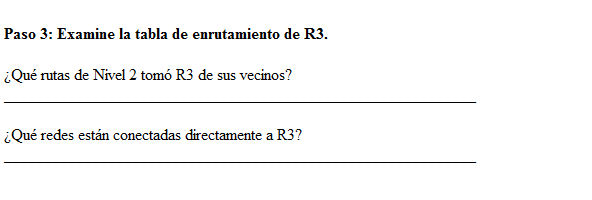 Paso 3: Examine la tabla de enrutamiento de R3.
¿Qué rutas de Nivel 2 tomó R3 de sus vecinos?
¿Qué redes están conectadas directamente a R3?